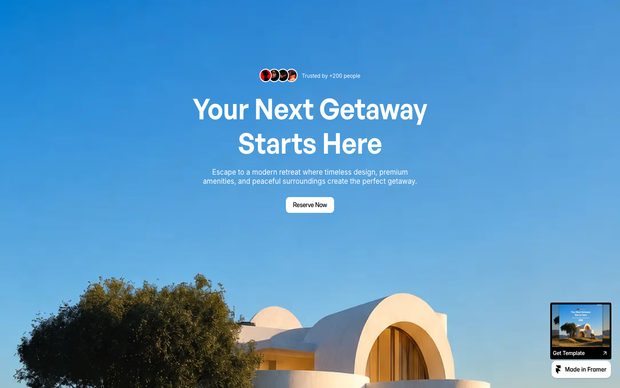 Trusted by +200 people
Your Next Getaway
Starts Here
Escape to a modern retreat where timeless design, premium
amenities, and peaceful surroundings create the perfect getaway.
Reserve Now
Get Template
Made in Framer